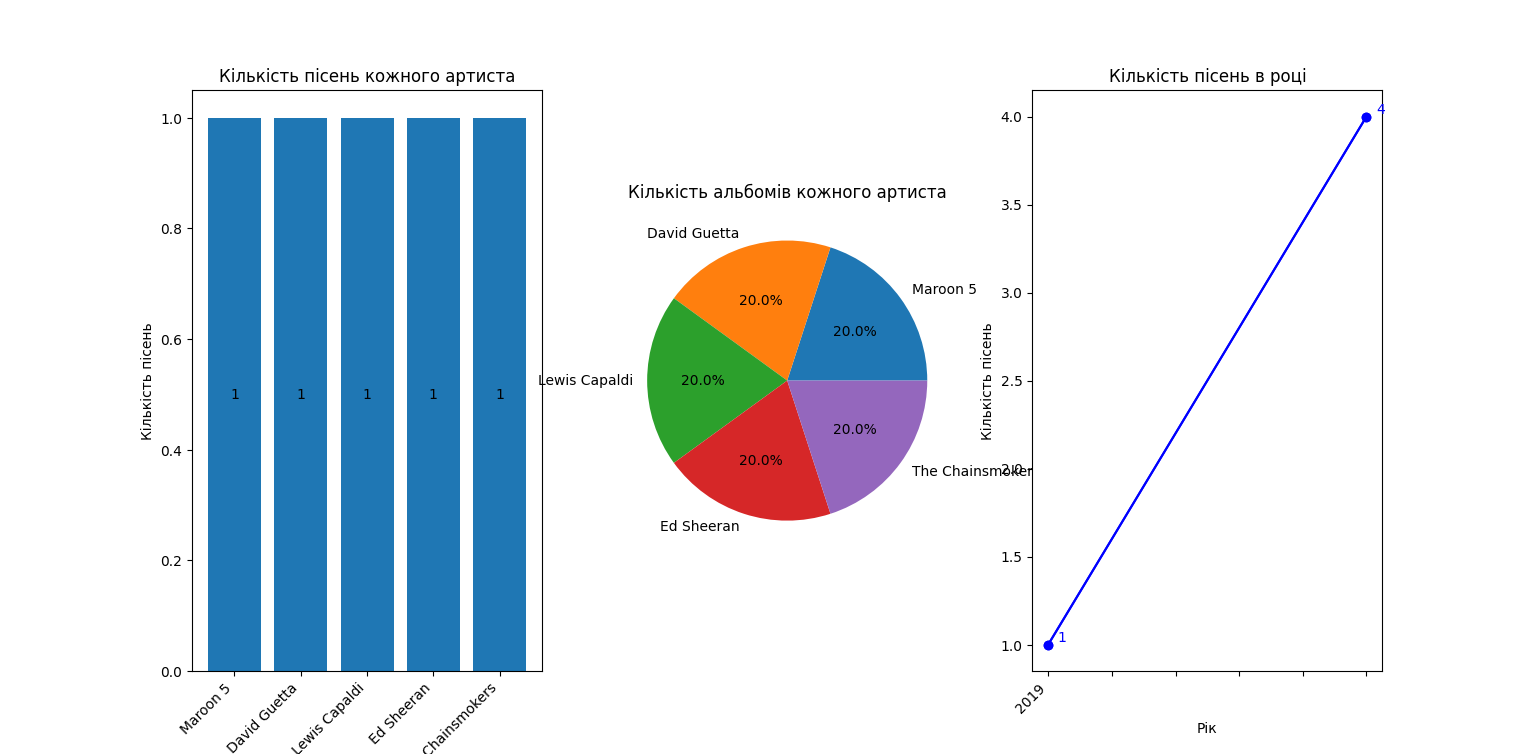 Кількість пісень кожного артиста
Кількість пісень
1.0
0.8
0.6
0.4
0.2
0.0
1 1 1 1 1
Maroon 5
David Guetta
Lewis Capaldi
Ed Sheeran
Chainsmokers
Кількість альбомів кожного артиста
David Guetta
Maroon 5
Lewis Capaldi
Ed Sheeran
The Chainsmoker
20.0%
20.0%
20.0%
20.0%
20.0%
Кількість пісень в році
Кількість пісень
4.0
3.5
3.0
2.5
2.0
1.5
1.0
4
1
2019
Рік